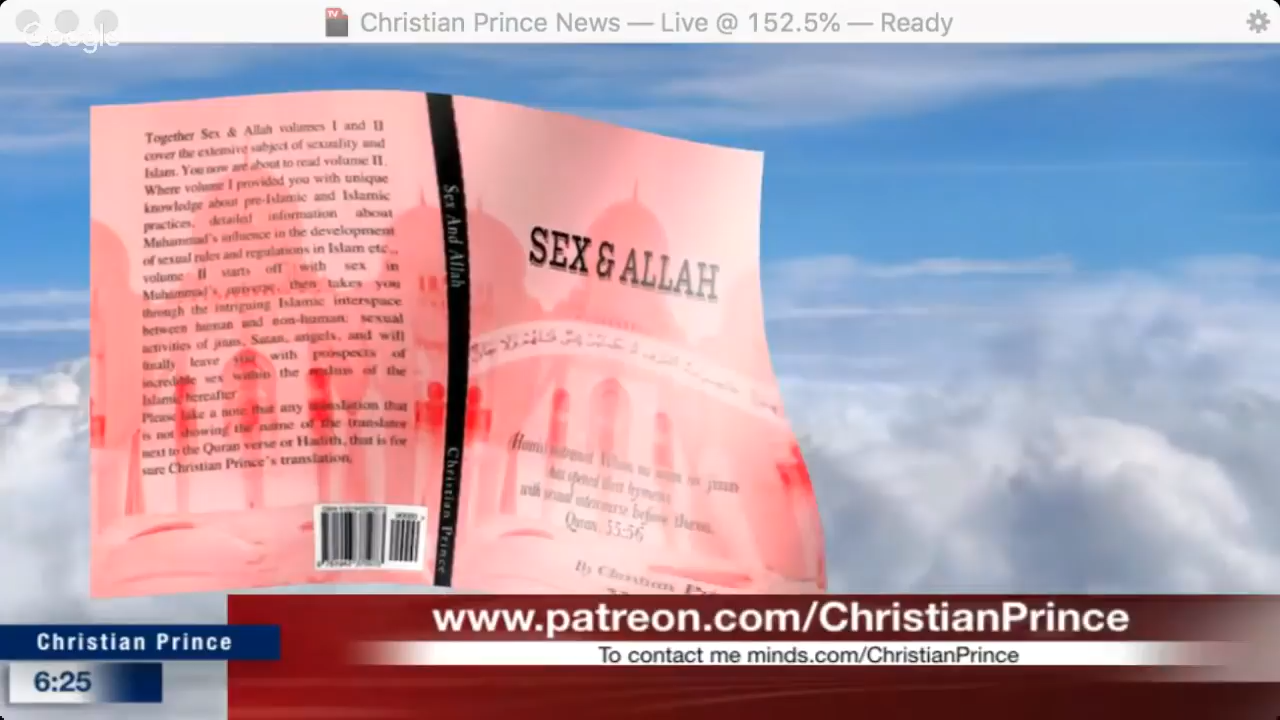 Christian Prince News — Live @ 152.5% — Ready
Google
Together Sex & Allah volumes I and II
cover the extensive subject of sexuality and
Islam. You now are about to read volume II.
Where volume I provided you with unique
knowledge about pre-Islamic and Islamic
practices, detailed information about
Muhammad's influence in the development
of sexual rules and regulations in Islam etc.,
volume II starts off with sex in
Muhammad's universe, then takes you
through the intriguing Islamic interspace
between human and non-human: sexual
activities of jinns, Satan, angels, and will
finally leave you with prospects of
incredible sex within the realms of the
Islamic hereafter
Please take a note that any translation that
is not showing the name of the translator
next to the Quran verse or Hadith, that is for
sure Christian Prince's translation.
Sex And Allah
Christian Prince
SEX & ALLAH
with sexual intercourse before them.
Quran, 55:56
By Christian
www.patreon.com/ChristianPrince
To contact me minds.com/ChristianPrince
Christian Prince
6:25